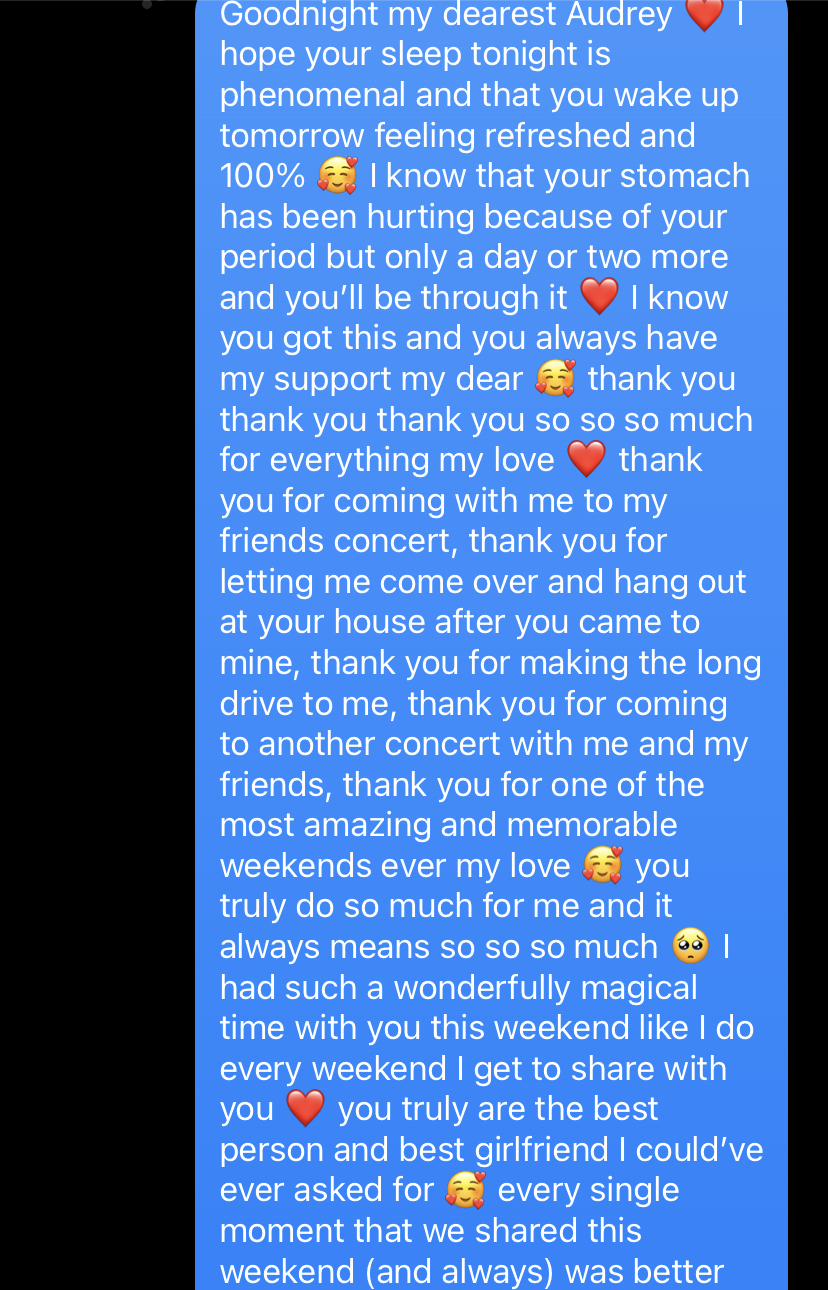 Goodnight my dearest Audrey ❤️ I
hope your sleep tonight is
phenomenal and that you wake up
tomorrow feeling refreshed and
100% 🥰 I know that your stomach
has been hurting because of your
period but only a day or two more
and you’ll be through it ❤️ I know
you got this and you always have
my support my dear 🥰 thank you
thank you thank you so so so much
for everything my love ❤️ thank
you for coming with me to my
friends concert, thank you for
letting me come over and hang out
at your house after you came to
mine, thank you for making the long
drive to me, thank you for coming
to another concert with me and my
friends, thank you for one of the
most amazing and memorable
weekends ever my love 🥰 you
truly do so much for me and it
always means so so so much 🥺 I
had such a wonderfully magical
time with you this weekend like I do
every weekend I get to share with
you ❤️ you truly are the best
person and best girlfriend I could’ve
ever asked for 🥰 every single
moment that we shared this
weekend (and always) was better